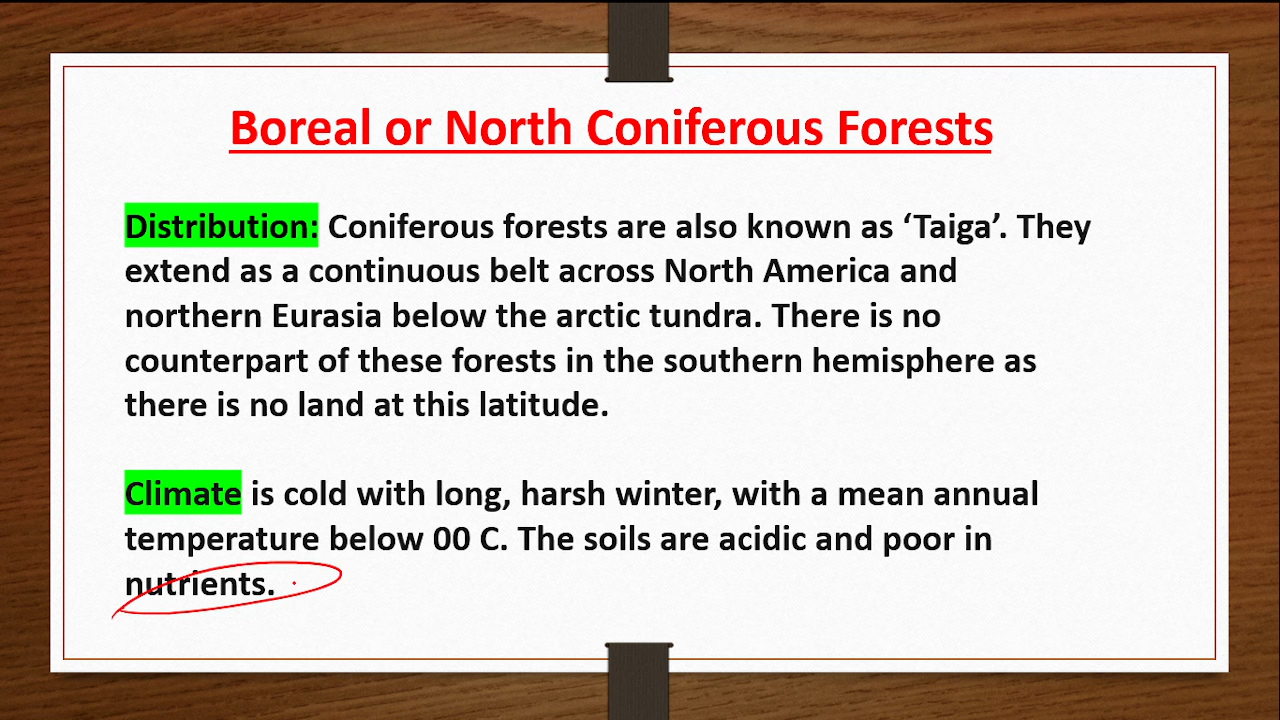 Boreal or North Coniferous Forests
Distribution: Coniferous forests are also known as ‘Taiga’. They
extend as a continuous belt across North America and
northern Eurasia below the arctic tundra. There is no
counterpart of these forests in the southern hemisphere as
there is no land at this latitude.
Climate is cold with long, harsh winter, with a mean annual
temperature below 00 C. The soils are acidic and poor in
nutrients.